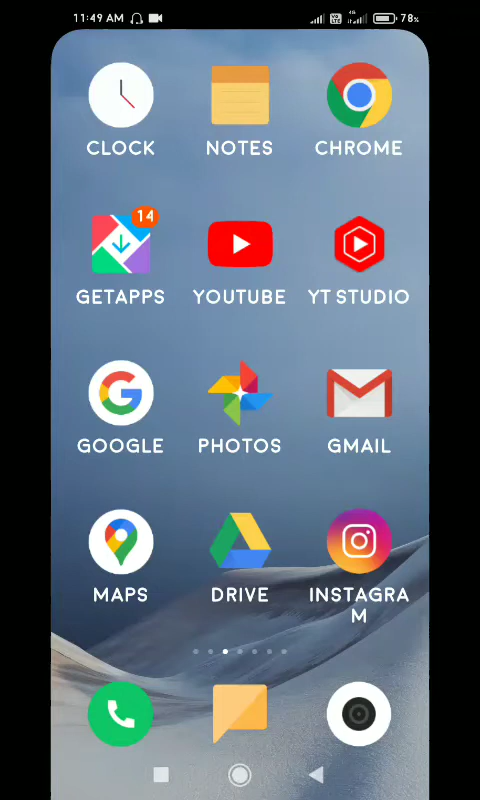 11:49 AM
78%
CLOCK NOTES CHROME
14
GETAPPS YOUTUBE YT STUDIO
GOOGLE PHOTOS GMAIL
MAPS DRIVE INSTAGRA
M